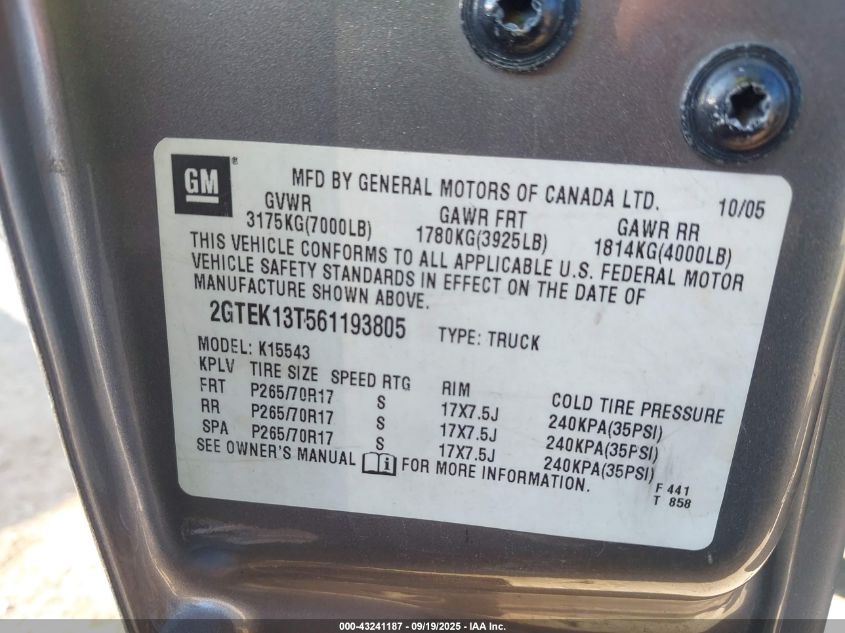 GM ®
MFD BY GENERAL MOTORS OF CANADA LTD. 10/05
GVWR GAWR FRT GAWR RR
3175KG(7000LB) 1780KG(3925LB) 1814KG(4000LB)
THIS VEHICLE CONFORMS TO ALL APPLICABLE U.S. FEDERAL MOTOR
VEHICLE SAFETY STANDARDS IN EFFECT ON THE DATE OF
MANUFACTURE SHOWN ABOVE.
2GTEK13T561193805 TYPE: TRUCK
MODEL: K15543
KPLV TIRE SIZE SPEED RTG RIM COLD TIRE PRESSURE
FRT P265/70R17 S 17X7.5J 240KPA(35PSI)
RR P265/70R17 S 17X7.5J 240KPA(35PSI)
SPA P265/70R17 S 17X7.5J 240KPA(35PSI)
SEE OWNER'S MANUAL i FOR MORE INFORMATION.
F 441
T 858
000-43241187 - 09/19/2025 - IAA Inc.